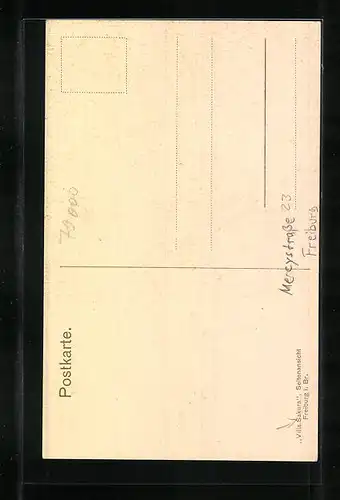 Postkarte.
79000
Mercystraße 23
Freiburg
„Villa Sakura“. Seitenansicht
Freiburg i. Br.